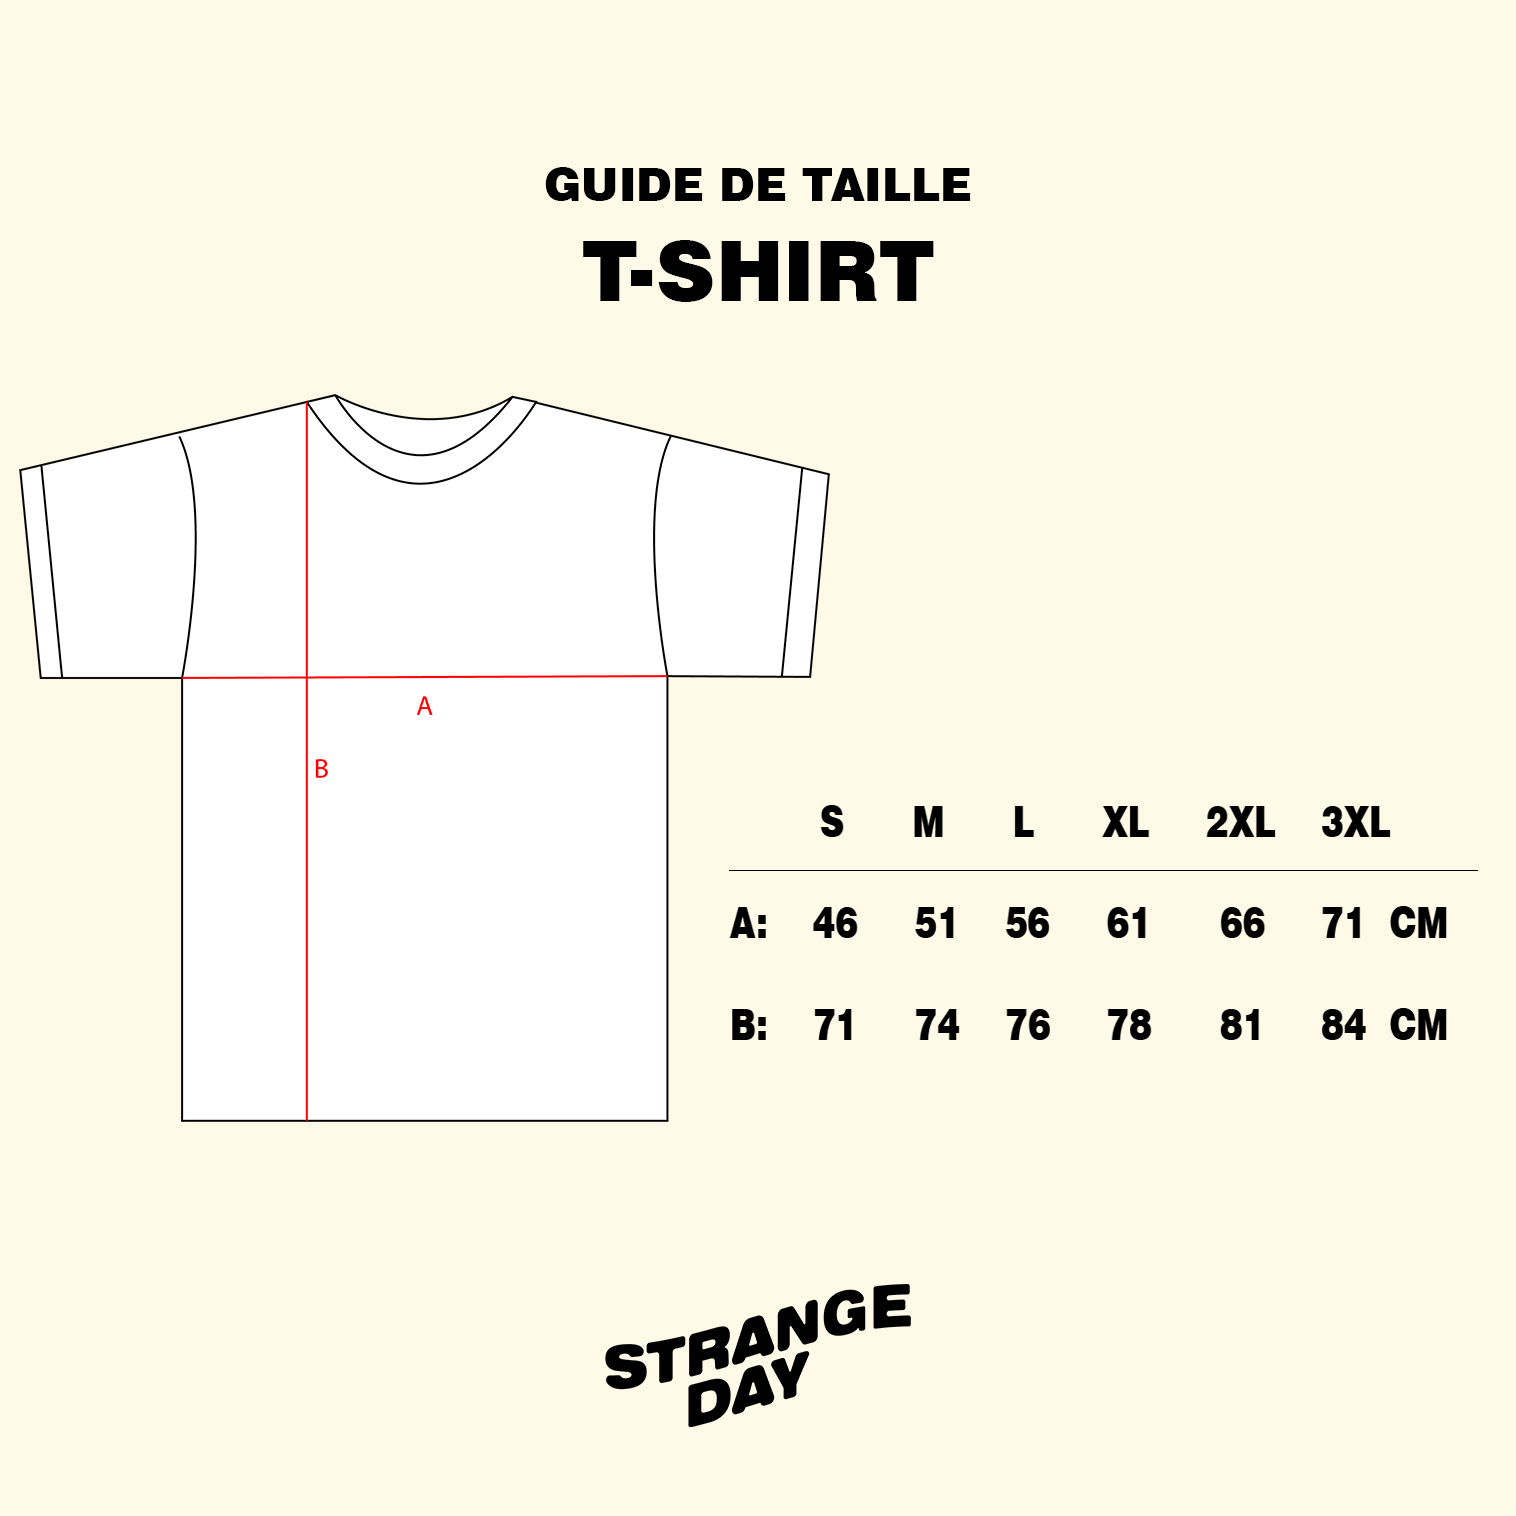 GUIDE DE TAILLE
T-SHIRT
A
B
S M L XL 2XL 3XL
A: 46 51 56 61 66 71 CM
B: 71 74 76 78 81 84 CM
STRANGE
DAY